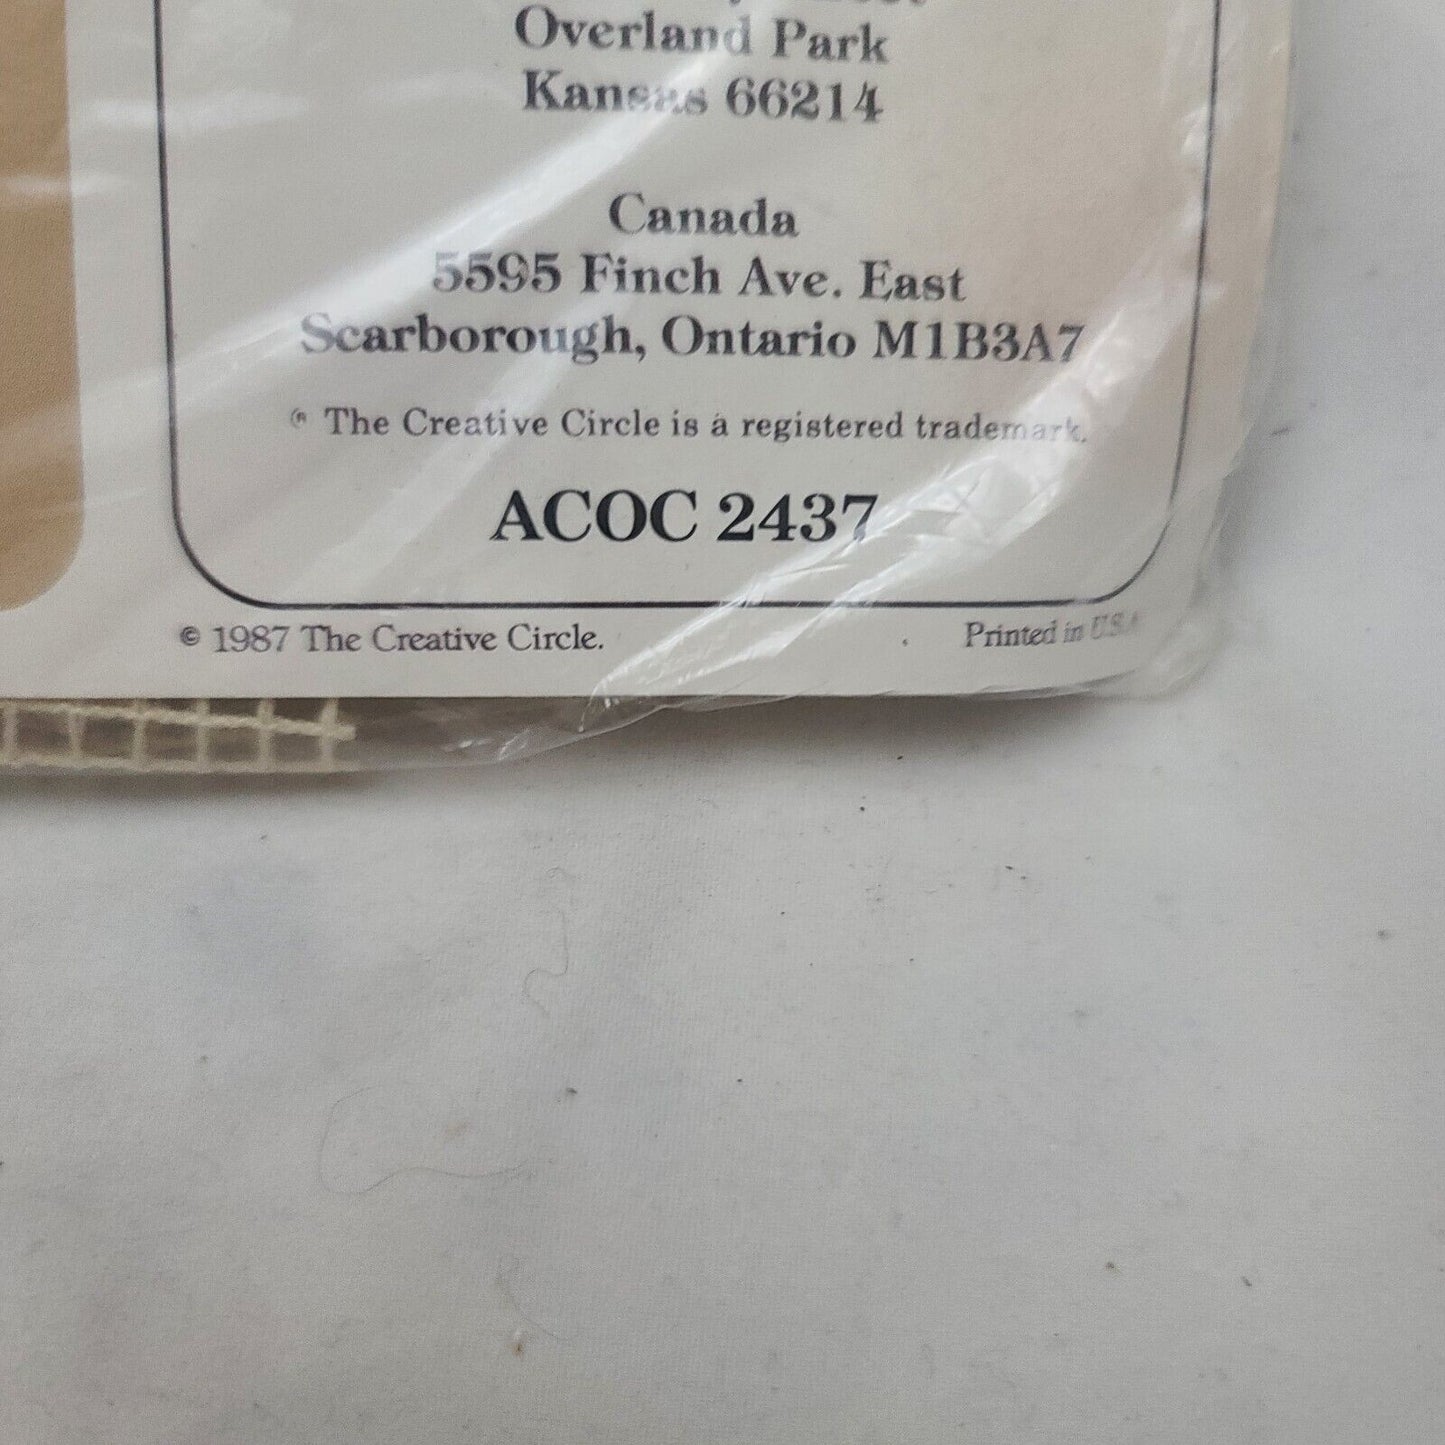 Overland Park
Kansas 66214
Canada
5595 Finch Ave. East
Scarborough, Ontario M1B3A7
® The Creative Circle is a registered trademark.
ACOC 2437
© 1987 The Creative Circle.
Printed in U.S.A